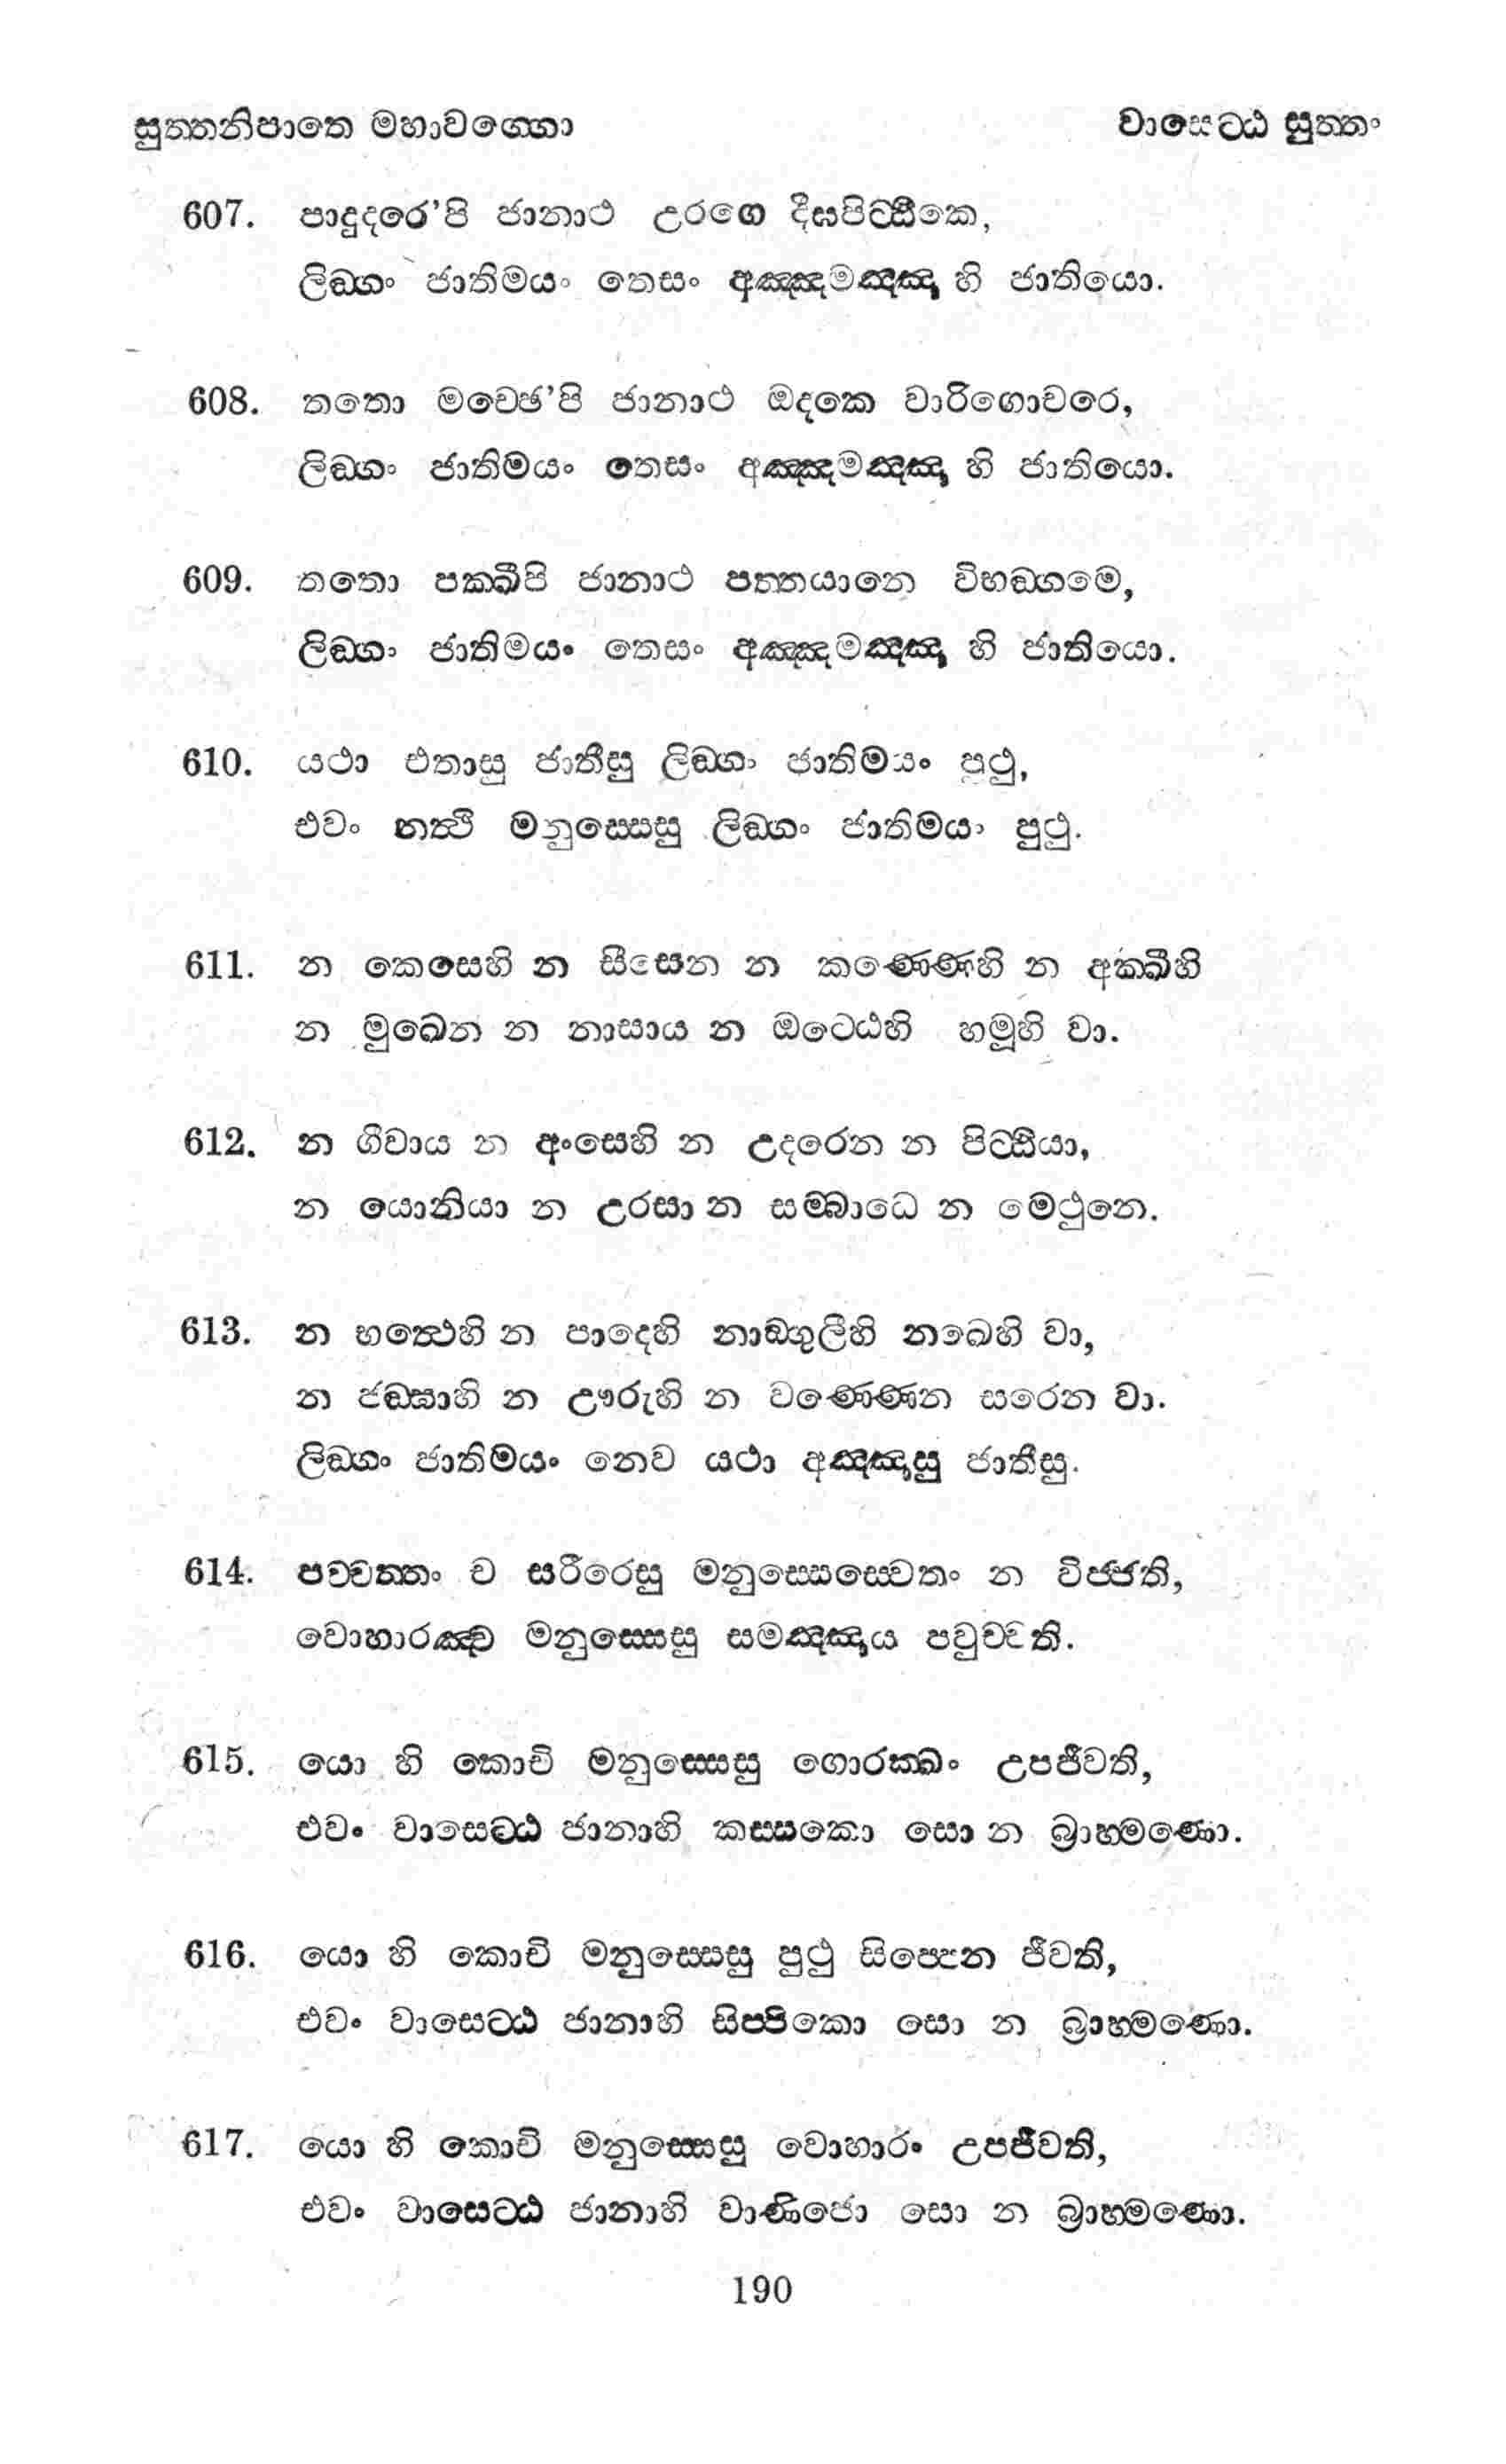 සුත්තනිපාතෙ මහාවග්ගො වාසෙට්ඨ සුත්තං
607. පාදූදරෙ'පි ජානාථ උරගෙ දීඝපිට්ඨිකෙ,
ලිඞ්ගං ජාතිමයං තෙසං අඤ්ඤමඤ්ඤා හි ජාතියො.
608. තතො මච්ඡෙ'පි ජානාථ ඔදකෙ වාරිගොචරෙ,
ලිඞ්ගං ජාතිමයං තෙසං අඤ්ඤමඤ්ඤා හි ජාතියො.
609. තතො පක්ඛීපි ජානාථ පත්තයානෙ විහඞ්ගමෙ,
ලිඞ්ගං ජාතිමයං තෙසං අඤ්ඤමඤ්ඤා හි ජාතියො.
610. යථා එතාසු ජාතීසු ලිඞ්ගං ජාතිමයං පුථු,
එවං නත්ථි මනුස්සෙසු ලිඞ්ගං ජාතිමයං පුථු.
611. න කෙසෙහි න සීසෙන න කණ්ණෙහි න අක්ඛීහි
න මුඛෙන න නාසාය න ඔට්ඨෙහි භමූහි වා.
612. න ගීවාය න අංසෙහි න උදරෙන න පිට්ඨියා,
න යොනියා න උරසා න සම්බාධෙ න මෙථුනෙ.
613. න හත්ථෙහි න පාදෙහි නාඞ්ගුලීහි නඛෙහි වා,
න ජඞ්ඝාහි න ඌරුහි න වණ්ණෙන සරෙන වා.
ලිඞ්ගං ජාතිමයං නෙව යථා අඤ්ඤාසු ජාතීසු.
614. පච්චත්තං ච සරීරෙසු මනුස්සෙස්වෙතං න විජ්ජති,
වොහාරඤ්ච මනුස්සෙසු සමඤ්ඤාය පවුච්චති.
615. යො හි කොචි මනුස්සෙසු ගොරක්ඛං උපජීවති,
එවං වාසෙට්ඨ ජානාහි කස්සකො සො න බ්‍රාහ්මණො.
616. යො හි කොචි මනුස්සෙසු පුථු සිප්පෙන ජීවති,
එවං වාසෙට්ඨ ජානාහි සිප්පිකො සො න බ්‍රාහ්මණො.
617. යො හි කොචි මනුස්සෙසු වොහාරං උපජීවති,
එවං වාසෙට්ඨ ජානාහි වාණිජො සො න බ්‍රාහ්මණො.
190